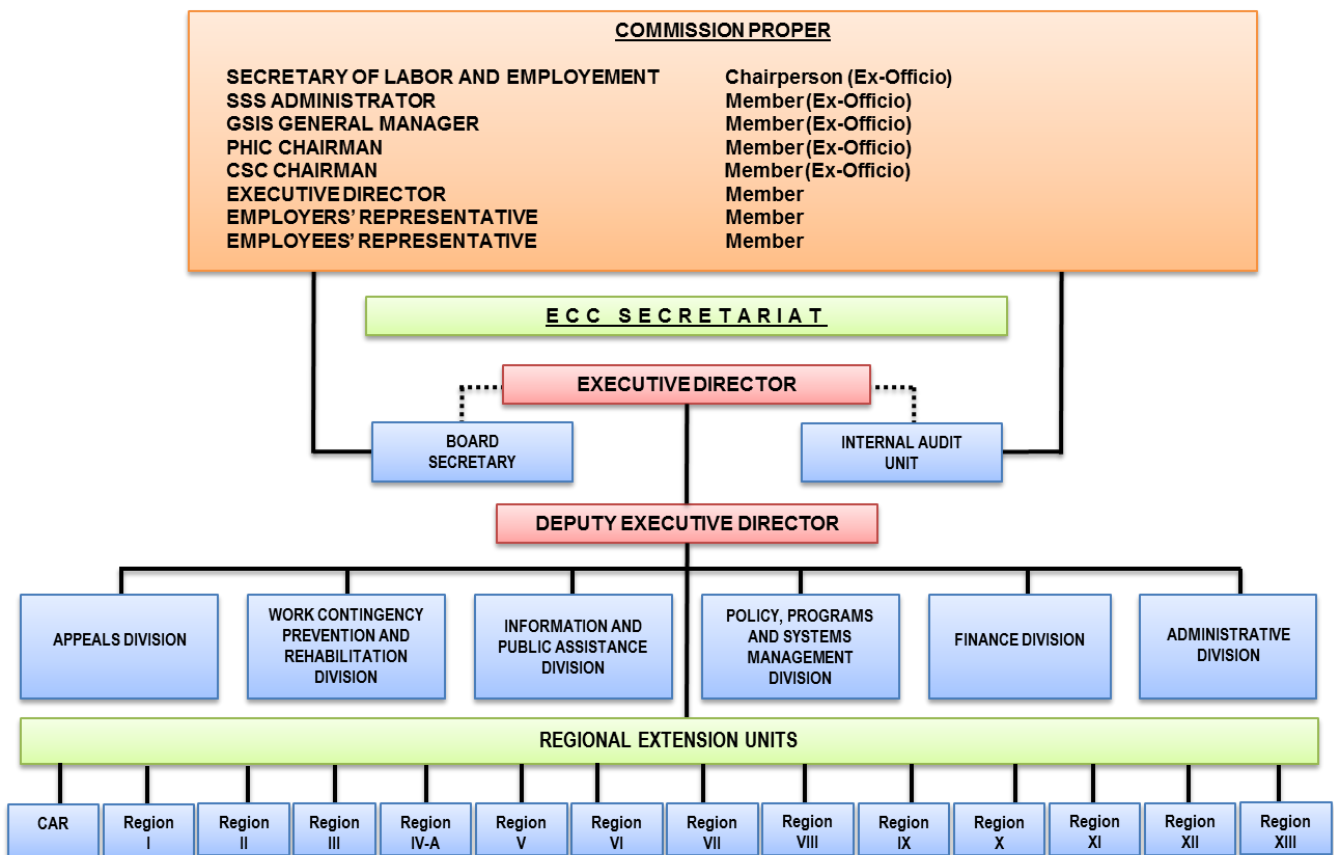 COMMISSION PROPER
SECRETARY OF LABOR AND EMPLOYEMENT Chairperson (Ex-Officio)
SSS ADMINISTRATOR Member (Ex-Officio)
GSIS GENERAL MANAGER Member (Ex-Officio)
PHIC CHAIRMAN Member (Ex-Officio)
CSC CHAIRMAN Member (Ex-Officio)
EXECUTIVE DIRECTOR Member
EMPLOYERS' REPRESENTATIVE Member
EMPLOYEES' REPRESENTATIVE Member
ECC SECRETARIAT
EXECUTIVE DIRECTOR
BOARD
SECRETARY
INTERNAL AUDIT
UNIT
DEPUTY EXECUTIVE DIRECTOR
APPEALS DIVISION
WORK CONTINGENCY
PREVENTION AND
REHABILITATION
DIVISION
INFORMATION AND
PUBLIC ASSISTANCE
DIVISION
POLICY, PROGRAMS
AND SYSTEMS
MANAGEMENT
DIVISION
FINANCE DIVISION
ADMINISTRATIVE
DIVISION
REGIONAL EXTENSION UNITS
CAR
Region
I
Region
II
Region
III
Region
IV-A
Region
V
Region
VI
Region
VII
Region
VIII
Region
IX
Region
X
Region
XI
Region
XII
Region
XIII